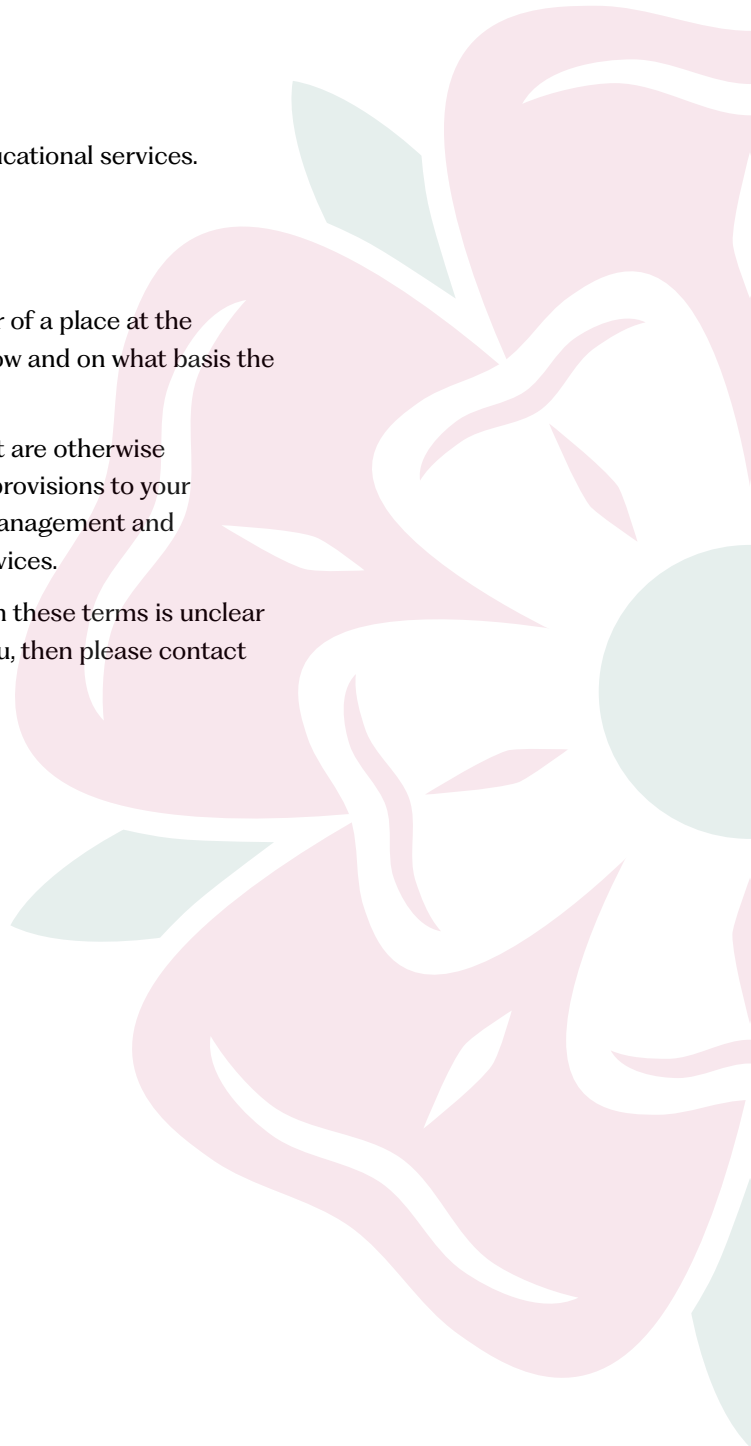 ucational services.
r of a place at the
ow and on what basis the
t are otherwise
provisions to your
anagement and
vices.
n these terms is unclear
u, then please contact